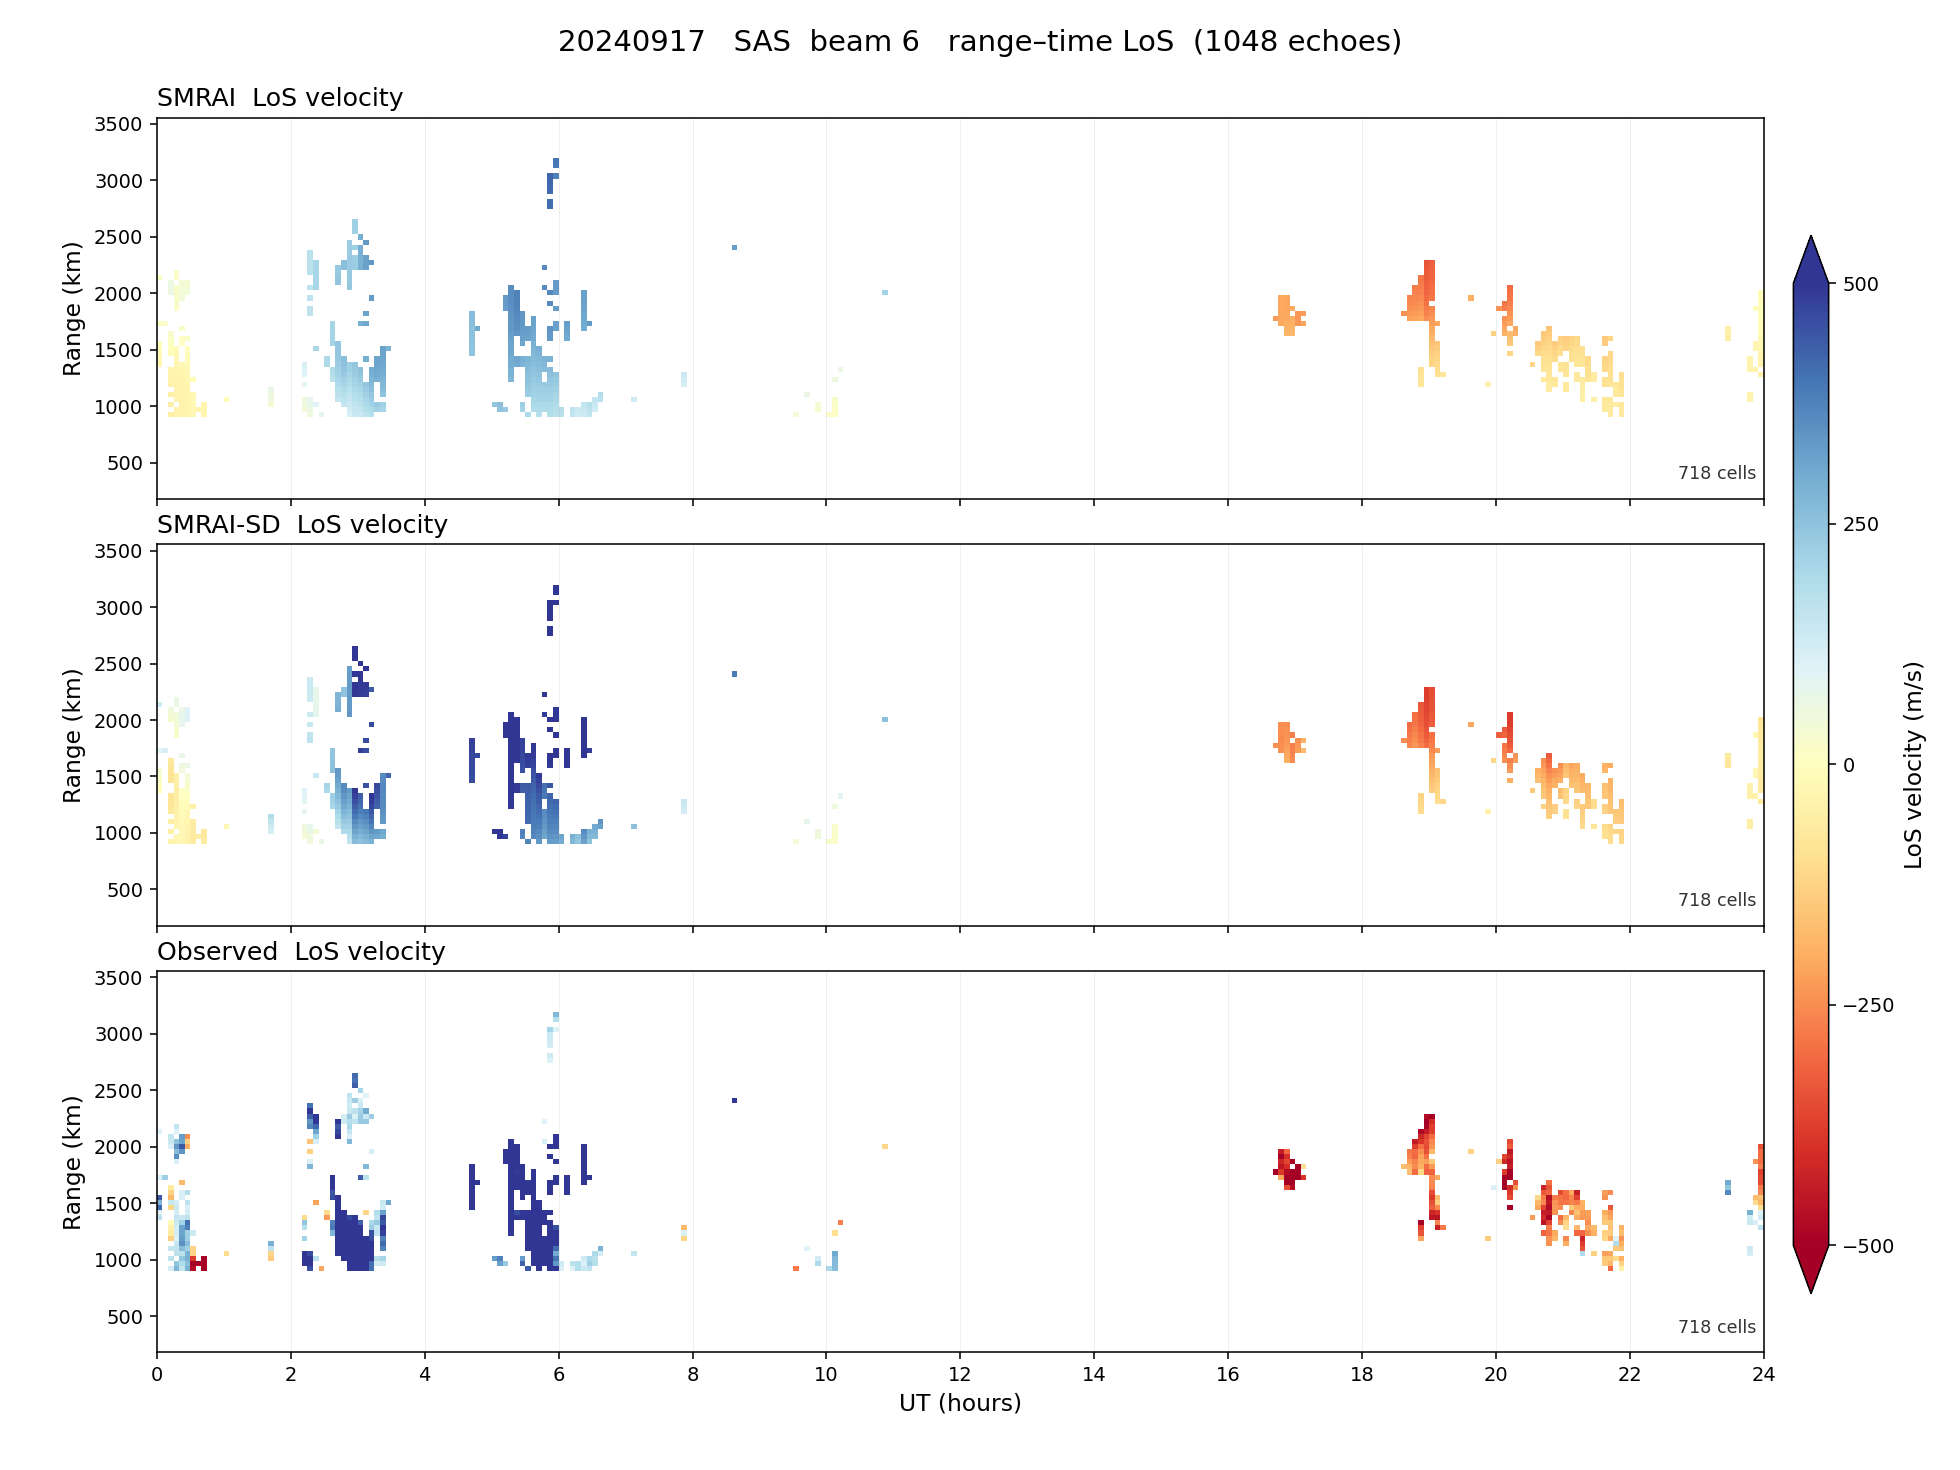 20240917   SAS  beam 6   range–time LoS  (1048 echoes)
SMRAI  LoS velocity
3500
3000
2500
2000
1500
1000
500
Range (km)
718 cells
SMRAI-SD  LoS velocity
3500
3000
2500
2000
1500
1000
500
Range (km)
718 cells
Observed  LoS velocity
3500
3000
2500
2000
1500
1000
500
Range (km)
718 cells
0 2 4 6 8 10 12 14 16 18 20 22 24
UT (hours)
500
250
0
−250
−500
LoS velocity (m/s)